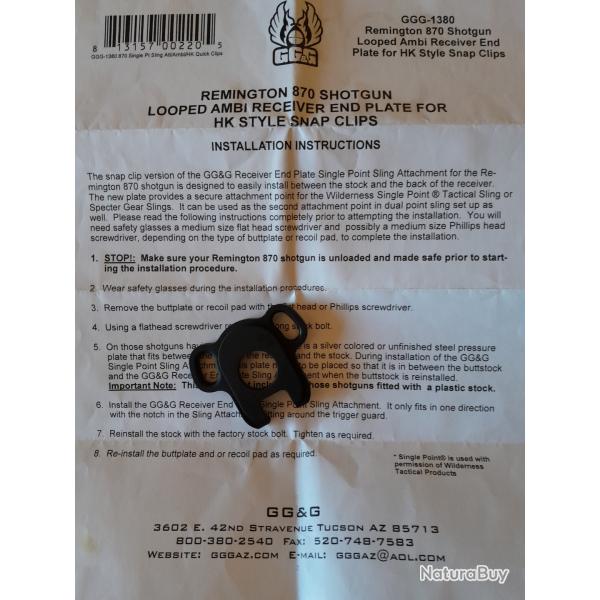 8 13157 00220 5
GGG-1380 870 Single Pt Sling Att/Ambi/HK Quick Clips
GG&G
GGG-1380
Remington 870 Shotgun
Looped Ambi Receiver End
Plate for HK Style Snap Clips
REMINGTON 870 SHOTGUN
LOOPED AMBI RECEIVER END PLATE FOR
HK STYLE SNAP CLIPS
INSTALLATION INSTRUCTIONS
The snap clip version of the GG&G Receiver End Plate Single Point Sling Attachment for the Re-
mington 870 shotgun is designed to easily install between the stock and the back of the receiver.
The new plate provides a secure attachment point for the Wilderness Single Point ® Tactical Sling or
Specter Gear Slings. It can be used as the second attachment point in dual point sling set up as
well. Please read the following instructions completely prior to attempting the installation. You will
need safety glasses a medium size flat head screwdriver and possibly a medium size Phillips head
screwdriver, depending on the type of buttplate or recoil pad, to complete the installation.
1. STOP!: Make sure your Remington 870 shotgun is unloaded and made safe prior to start-
ing the installation procedure.
2. Wear safety glasses during the installation procedures.
3. Remove the buttplate or recoil pad with head or Phillips screwdriver.
4. Using a flathead screwdriver stock bolt.
5. On those shotguns is a silver colored or unfinished steel pressure
plate that fits between the and the stock. During installation of the GG&G
Single Point Sling plate must to be placed so that it is in between the buttstock
and the GG&G when the buttstock is reinstalled.
Important Note: those shotguns fitted with a plastic stock.
6. Install the GG&G Receiver End Single Point Sling Attachment. It only fits in one direction
with the notch in the Sling fitting around the trigger guard.
7. Reinstall the stock with the factory stock bolt. Tighten as required.
8. Re-install the buttplate and or recoil pad as required.
* Single Point® is used with
permission of Wilderness
Tactical Products
GG&G
3602 E. 42nd Stravenue Tucson AZ 85713
800-380-2540 Fax: 520-748-7583
Website: gggaz.com E-mail: gggaz@aol.com
NaturaBuy